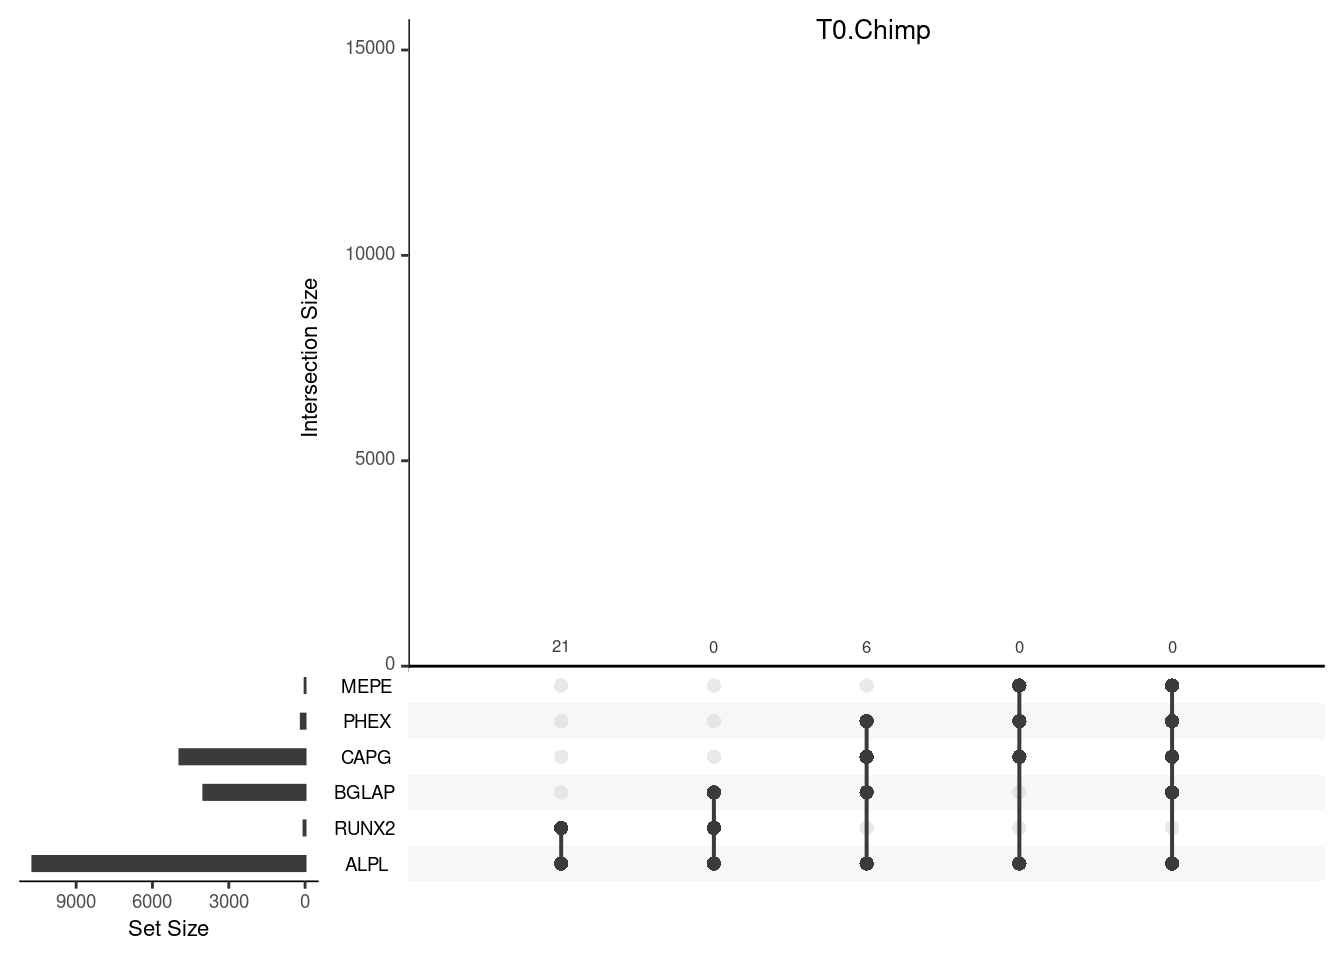 T0.Chimp
15000
10000
5000
0
Intersection Size
21 0 6 0 0
MEPE
PHEX
CAPG
BGLAP
RUNX2
ALPL
9000 6000 3000 0
Set Size